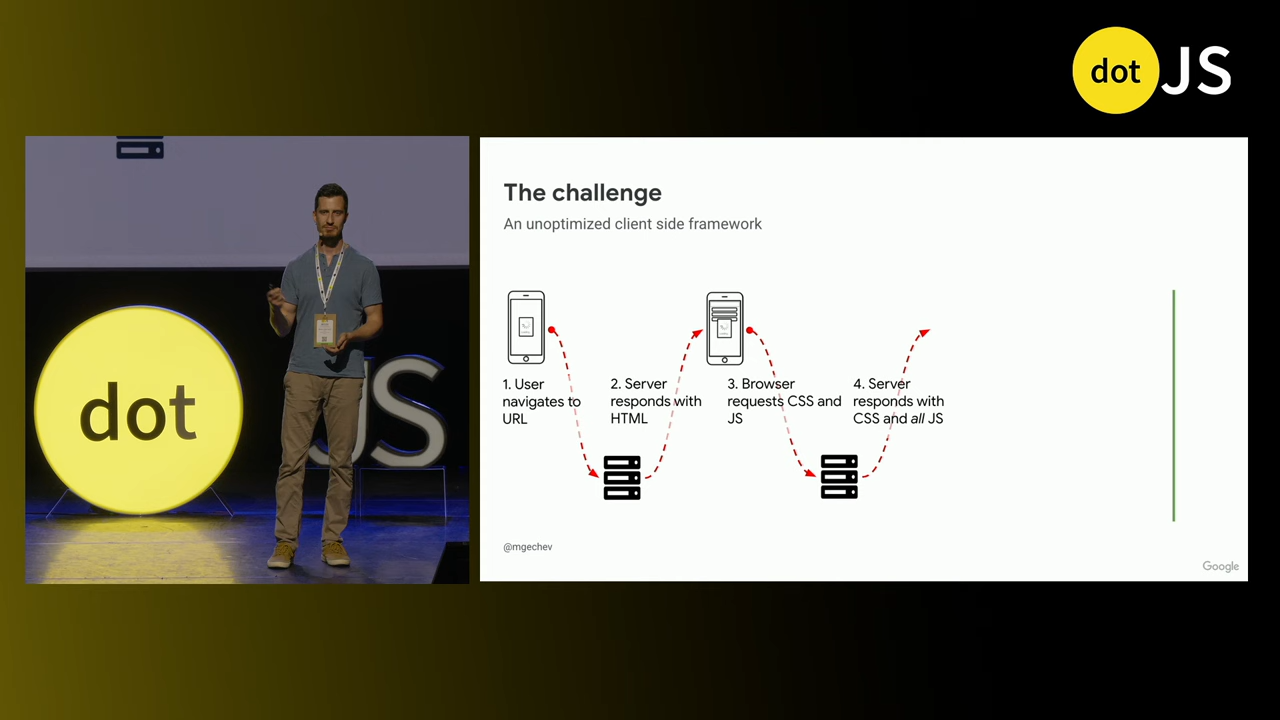 dot JS
dot
JS
The challenge
An unoptimized client side framework
1. User
navigates to
URL
2. Server
responds with
HTML
3. Browser
requests CSS and
JS
4. Server
responds with
CSS and all JS
@mgechev
Google